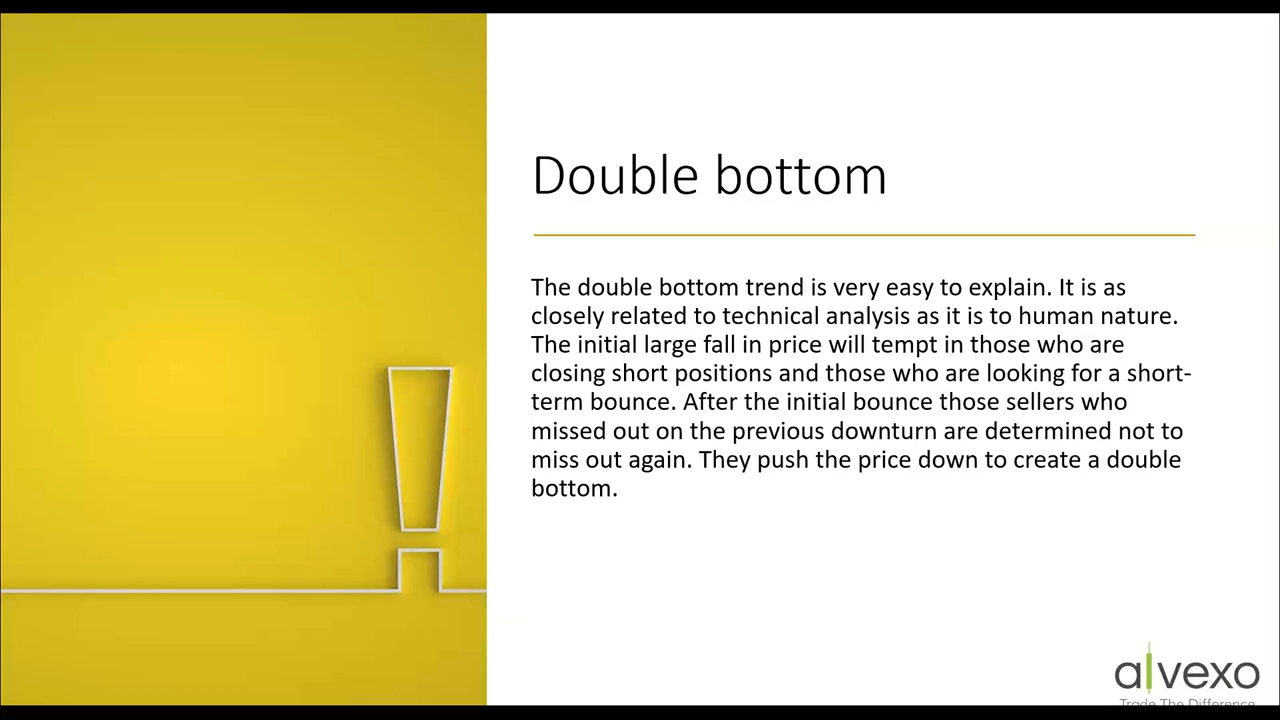 Double bottom
The double bottom trend is very easy to explain. It is as
closely related to technical analysis as it is to human nature.
The initial large fall in price will tempt in those who are
closing short positions and those who are looking for a short-
term bounce. After the initial bounce those sellers who
missed out on the previous downturn are determined not to
miss out again. They push the price down to create a double
bottom.
alvexo
Trade The Difference